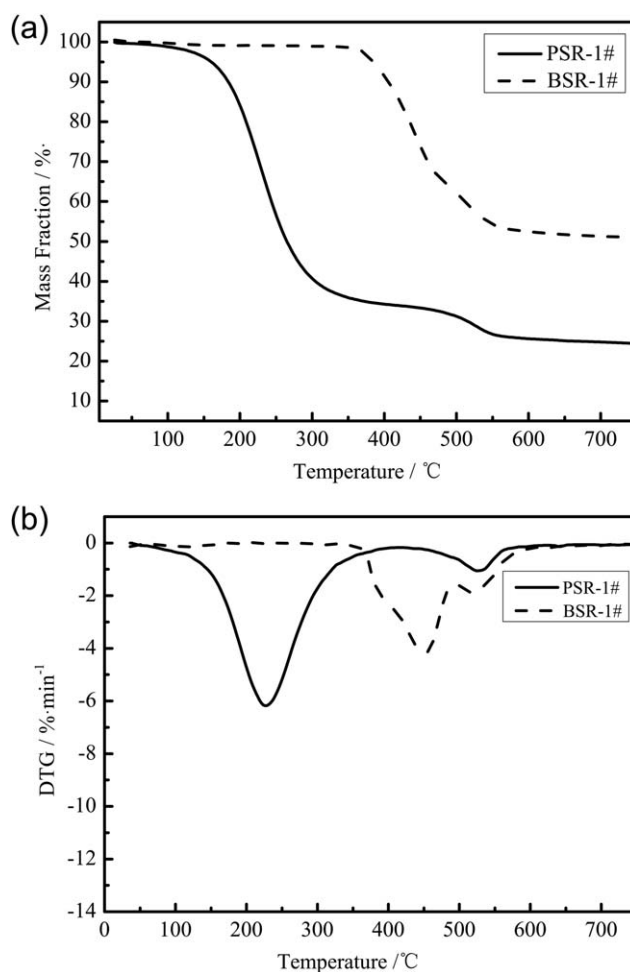 (a)
100
90
80
70
60
50
40
30
20
10
Mass Fraction / %·
PSR-1#
BSR-1#
100 200 300 400 500 600 700
Temperature / ℃
(b)
0
-2
-4
-6
-8
-10
-12
-14
DTG / %·min-1
PSR-1#
BSR-1#
0 100 200 300 400 500 600 700
Temperature /℃